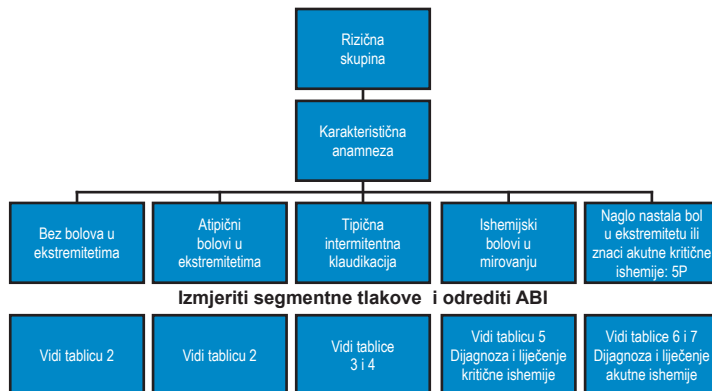 Rizična
skupina
Karakteristična
anamneza
Bez bolova u
ekstremitetima
Atipični
bolovi u
ekstremitetima
Tipična
intermitentna
klaudikacija
Ishemijski
bolovi u
mirovanju
Naglo nastala bol
u ekstremitetu ili
znaci akutne kritične
ishemije: 5P
Izmjeriti segmentne tlakove i odrediti ABI
Vidi tablicu 2
Vidi tablicu 2
Vidi tablice
3 i 4
Vidi tablicu 5
Dijagnoza i liječenje
kritične ishemije
Vidi tablice 6 i 7
Dijagnoza i liječenje
akutne ishemije